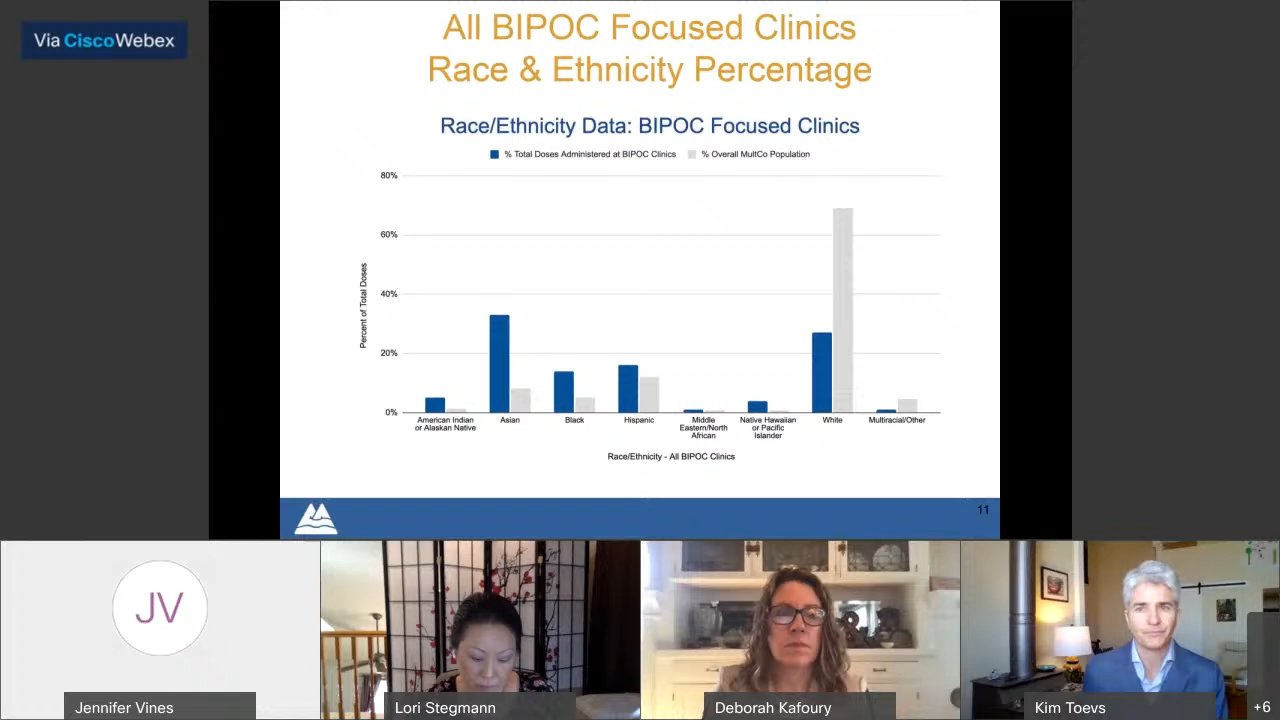 Via CiscoWebex
All BIPOC Focused Clinics
Race & Ethnicity Percentage
Race/Ethnicity Data: BIPOC Focused Clinics
% Total Doses Administered at BIPOC Clinics
% Overall MultCo Population
80%
60%
40%
20%
0%
Percent of Total Doses
American Indian
or Alaskan Native
Asian
Black
Hispanic
Middle
Eastern/North
African
Native Hawaiian
or Pacific
Islander
White
Multiracial/Other
Race/Ethnicity - All BIPOC Clinics
11
JV
Jennifer Vines
Lori Stegmann
Deborah Kafoury
Kim Toevs
+6